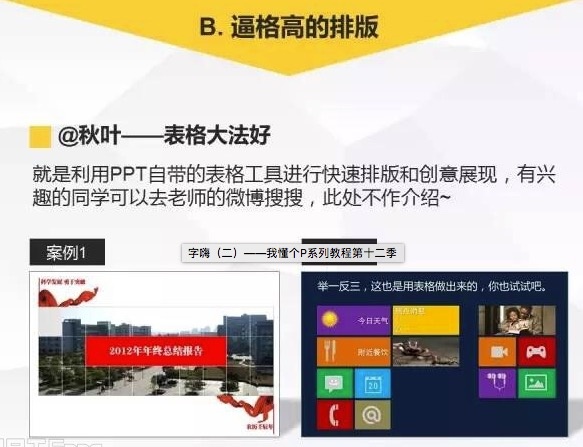 B. 逼格高的排版
@秋叶——表格大法好
就是利用PPT自带的表格工具进行快速排版和创意展现，有兴
趣的同学可以去老师的微博搜搜，此处不作介绍~
案例1
字嗨（二）——我懂个P系列教程第十二季
科学发展 勇于突破
2012年年终总结报告
农历壬辰年
举一反三，这也是用表格做出来的，你也试试吧。
今日天气
附近餐饮
20
@